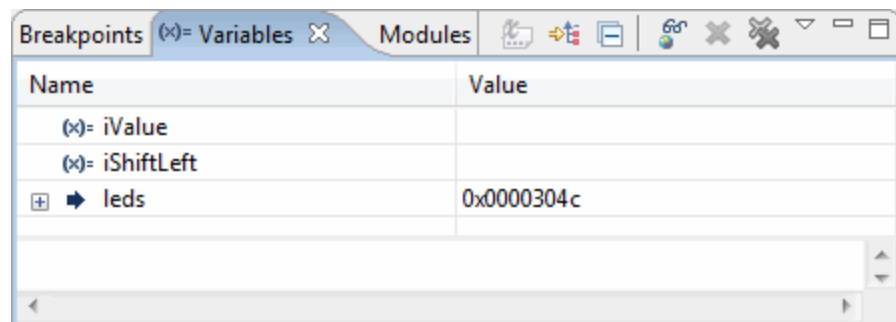 Breakpoints (x)= Variables Modules
Name Value
(x)= iValue
(x)= iShiftLeft
leds 0x0000304c